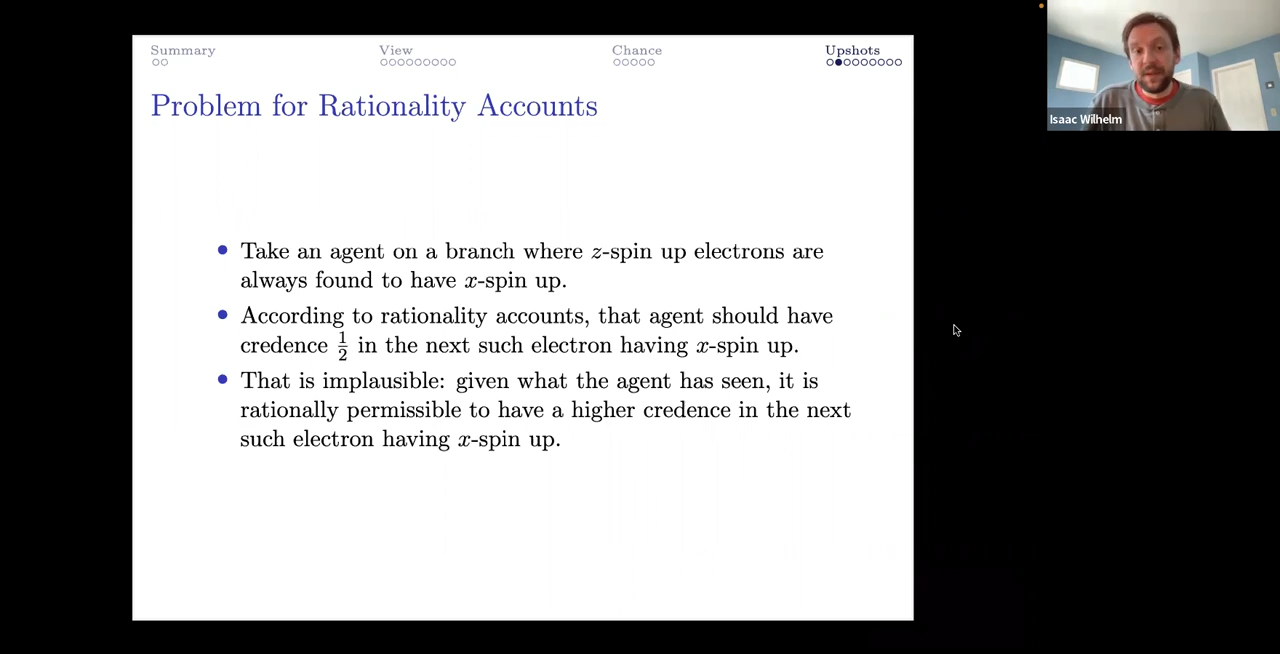 Summary View Chance Upshots
Problem for Rationality Accounts
Isaac Wilhelm
• Take an agent on a branch where z-spin up electrons are
always found to have x-spin up.
• According to rationality accounts, that agent should have
credence 1/2 in the next such electron having x-spin up.
• That is implausible: given what the agent has seen, it is
rationally permissible to have a higher credence in the next
such electron having x-spin up.